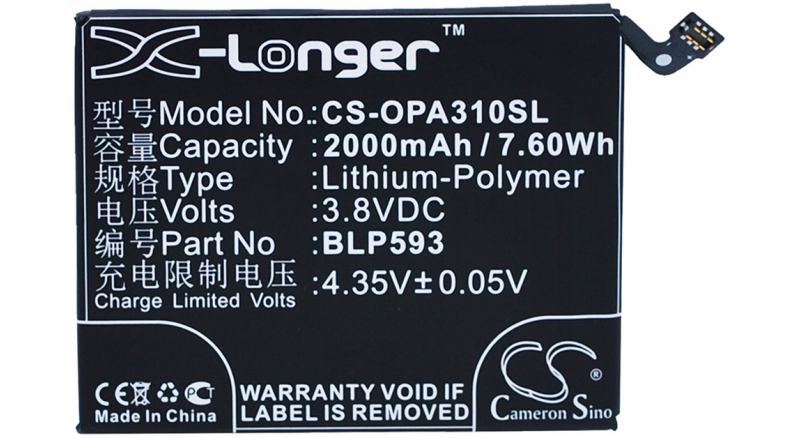 X-Longer™
型号Model No.:CS-OPA310SL
容量Capacity :2000mAh / 7.60Wh
规格Type :Lithium-Polymer
电压Volts :3.8VDC
编号Part No :BLP593
充电限制电压 :4.35V±0.05V
Charge Limited Volts
CE PCT
Made In China
WARRANTY VOID IF
LABEL IS REMOVED
CS®
Cameron Sino